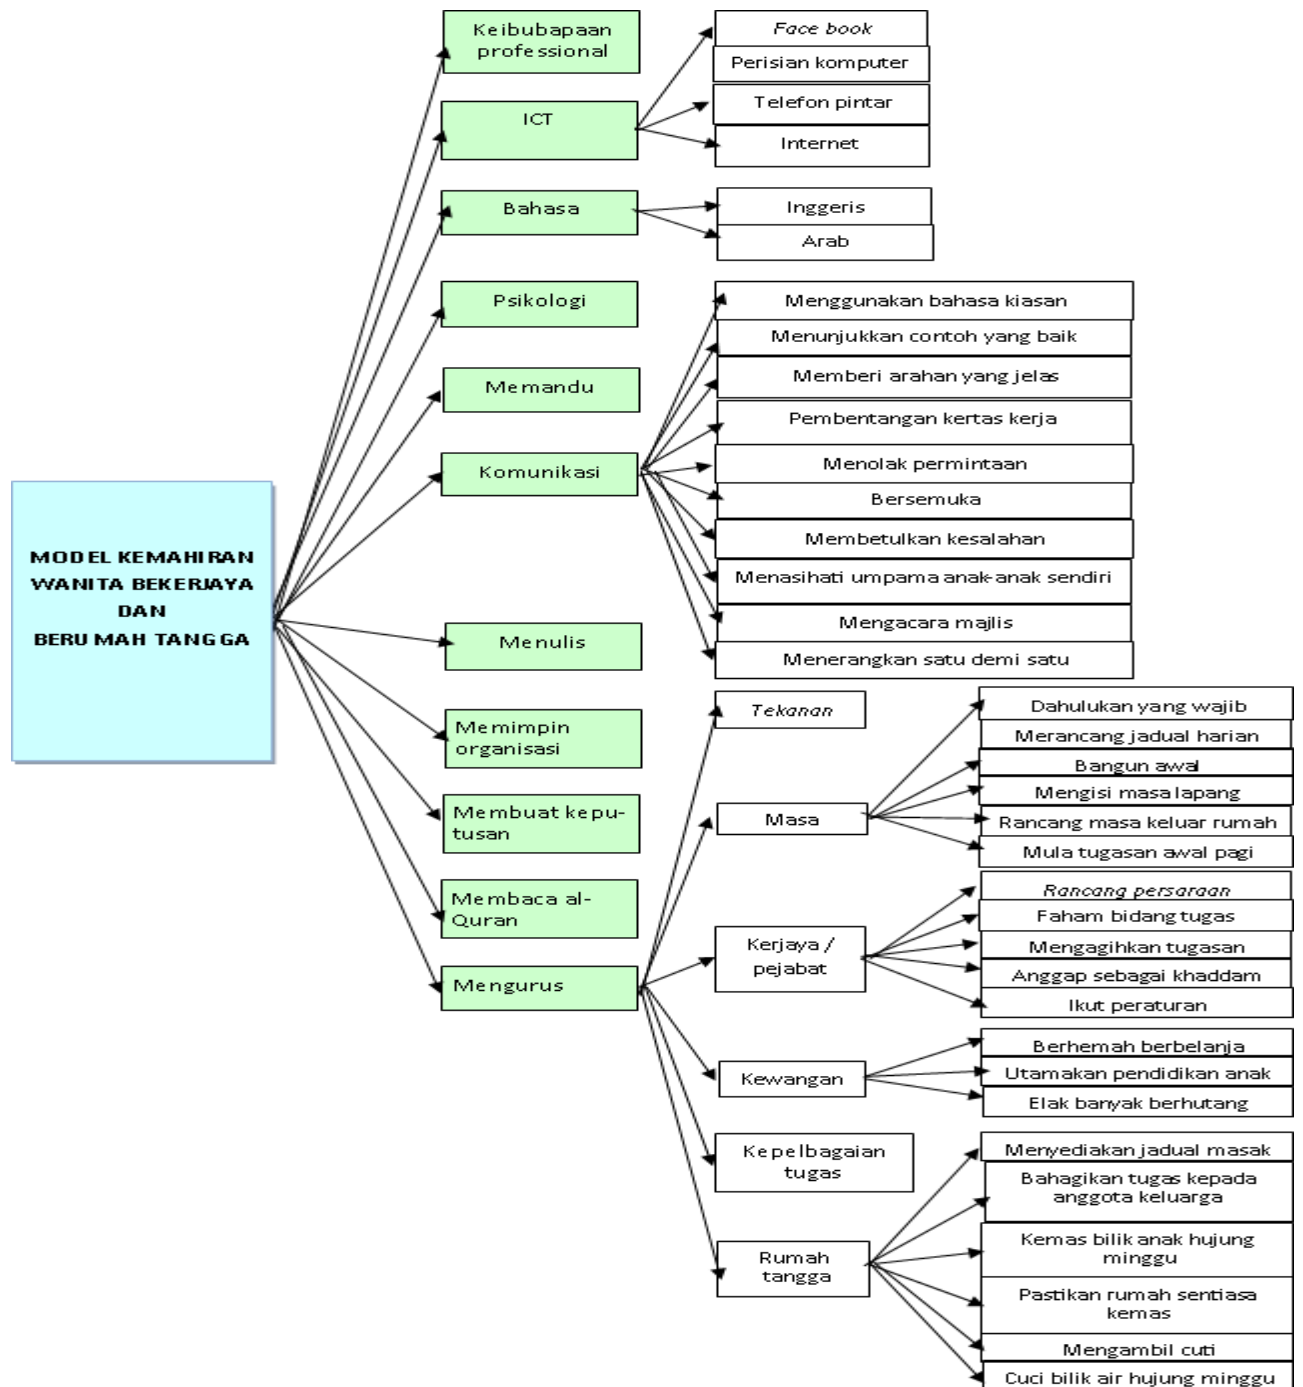 MODEL KEMAHIRAN
WANITA BEKERJAYA
DAN
BERUMAH TANGGA
Keibubapaan
professional
ICT
Face book
Perisian komputer
Telefon pintar
Internet
Bahasa
Inggeris
Arab
Psikologi
Memandu
Komunikasi
Menggunakan bahasa kiasan
Menunjukkan contoh yang baik
Memberi arahan yang jelas
Pembentangan kertas kerja
Menolak permintaan
Bersemuka
Membetulkan kesalahan
Menasihati umpama anak-anak sendiri
Mengacara majlis
Menerangkan satu demi satu
Menulis
Memimpin
organisasi
Membuat kepu-
tusan
Membaca al-
Quran
Mengurus
Tekanan
Masa
Dahulukan yang wajib
Merancang jadual harian
Bangun awal
Mengisi masa lapang
Rancang masa keluar rumah
Mula tugasan awal pagi
Kerjaya /
pejabat
Rancang persaraan
Faham bidang tugas
Mengagihkan tugasan
Anggap sebagai khaddam
Ikut peraturan
Kewangan
Berhemah berbelanja
Utamakan pendidikan anak
Elak banyak berhutang
Kepelbagaian
tugas
Rumah
tangga
Menyediakan jadual masak
Bahagikan tugas kepada
anggota keluarga
Kemas bilik anak hujung
minggu
Pastikan rumah sentiasa
kemas
Mengambil cuti
Cuci bilik air hujung minggu